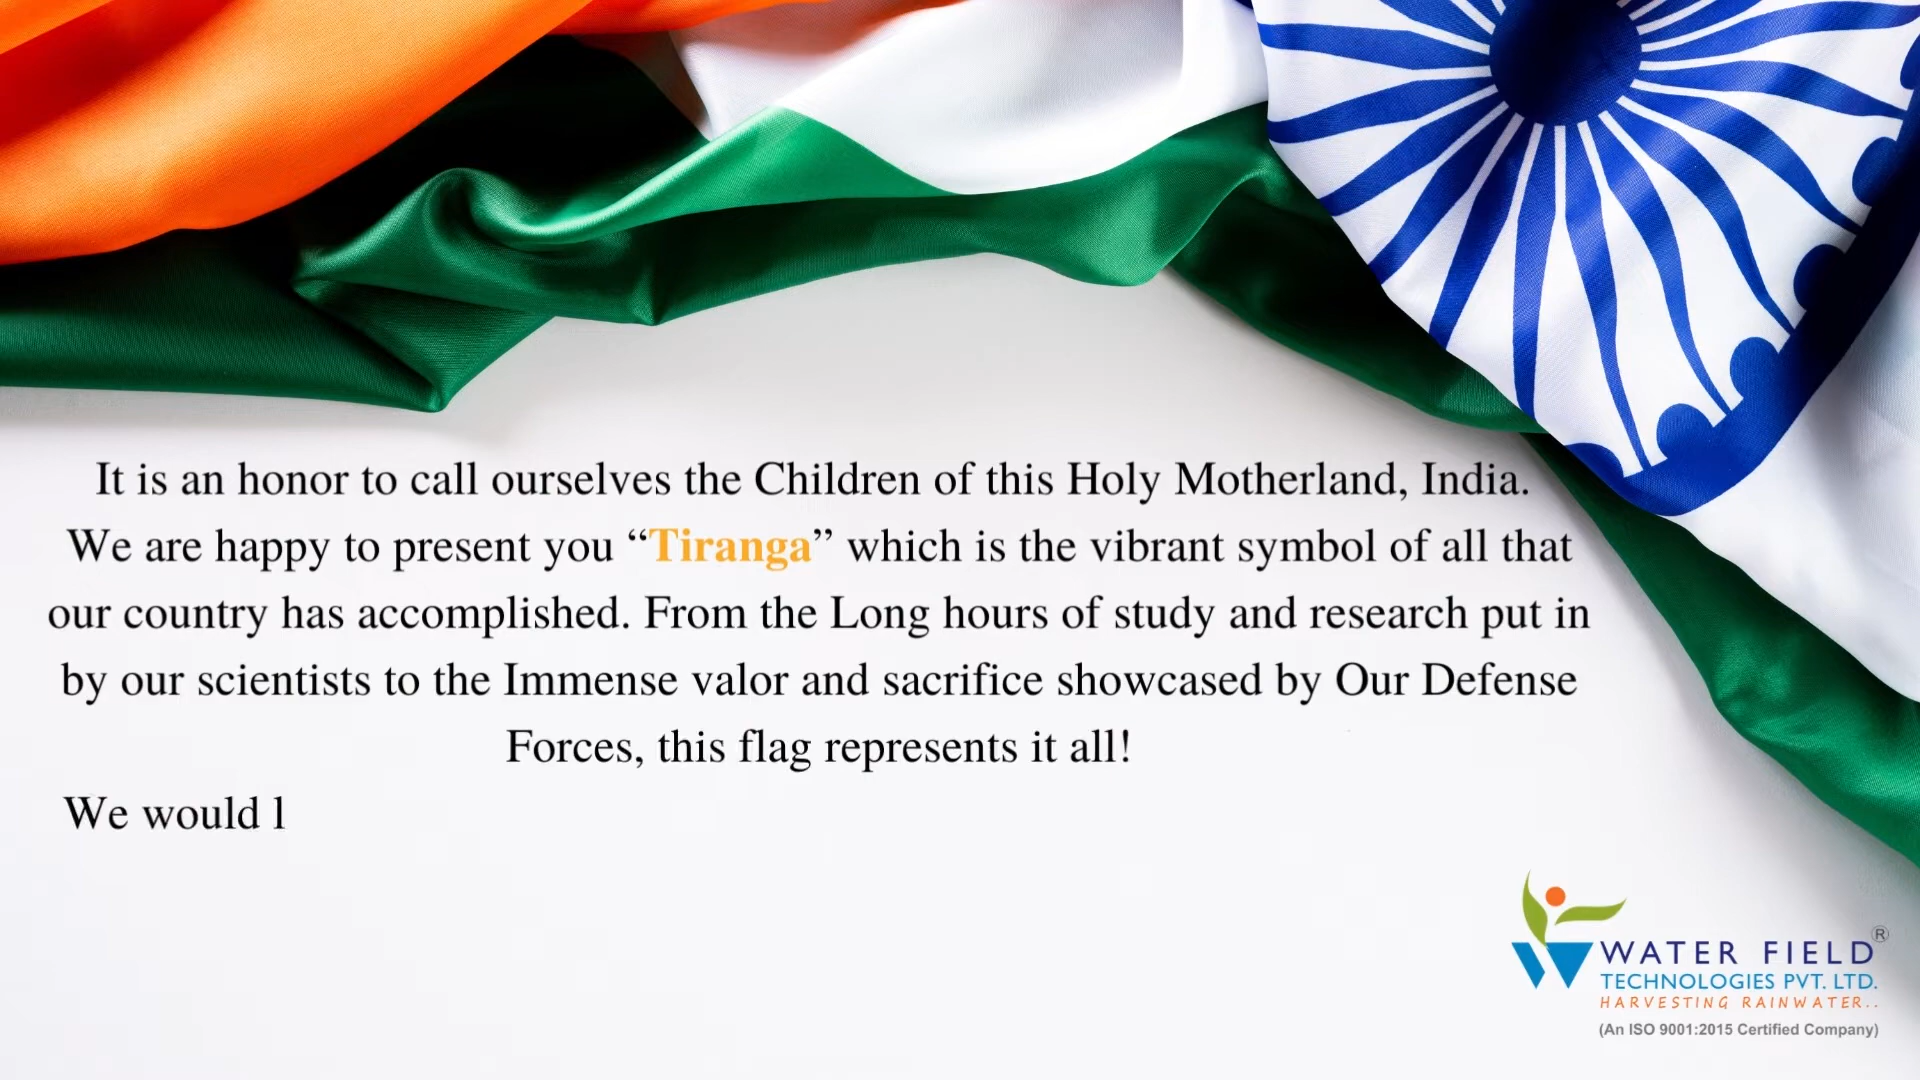 It is an honor to call ourselves the Children of this Holy Motherland, India.
We are happy to present you “Tiranga” which is the vibrant symbol of all that
our country has accomplished. From the Long hours of study and research put in
by our scientists to the Immense valor and sacrifice showcased by Our Defense
Forces, this flag represents it all!
We would l
WATER FIELD®
TECHNOLOGIES PVT. LTD.
HARVESTING RAINWATER..
(An ISO 9001:2015 Certified Company)